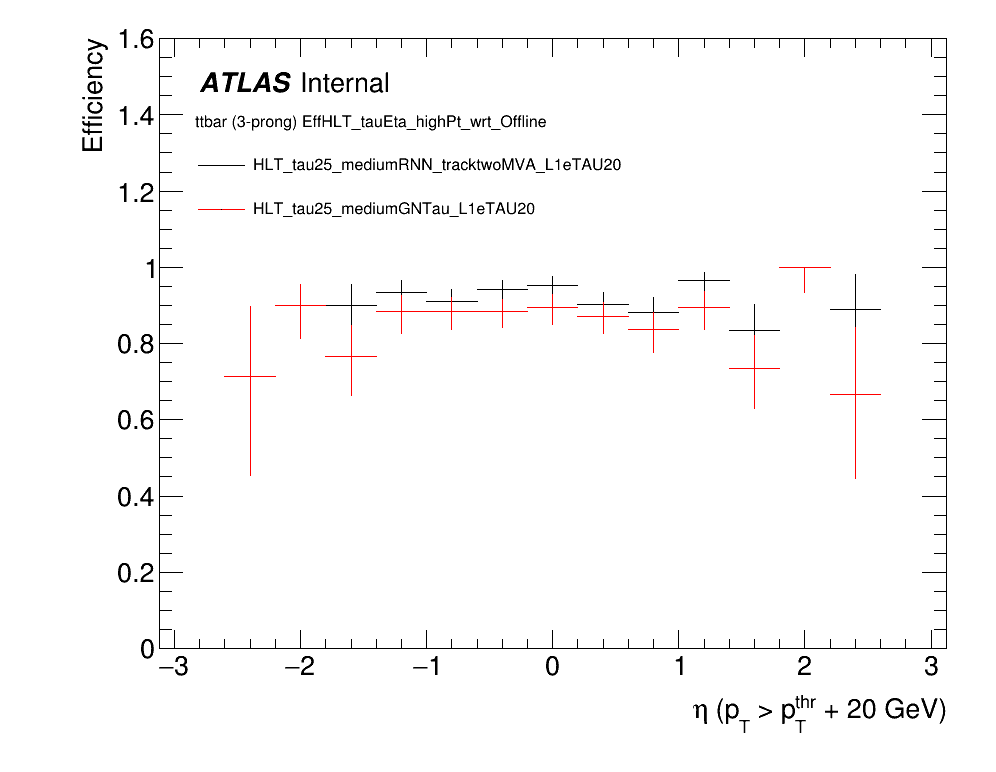 Efficiency
1.6
1.4
1.2
1
0.8
0.6
0.4
0.2
0
ATLAS Internal
ttbar (3-prong) EffHLT_tauEta_highPt_wrt_Offline
HLT_tau25_mediumRNN_tracktwoMVA_L1eTAU20
HLT_tau25_mediumGNTau_L1eTAU20
−3 −2 −1 0 1 2 3
η (p_T > p_T^thr + 20 GeV)